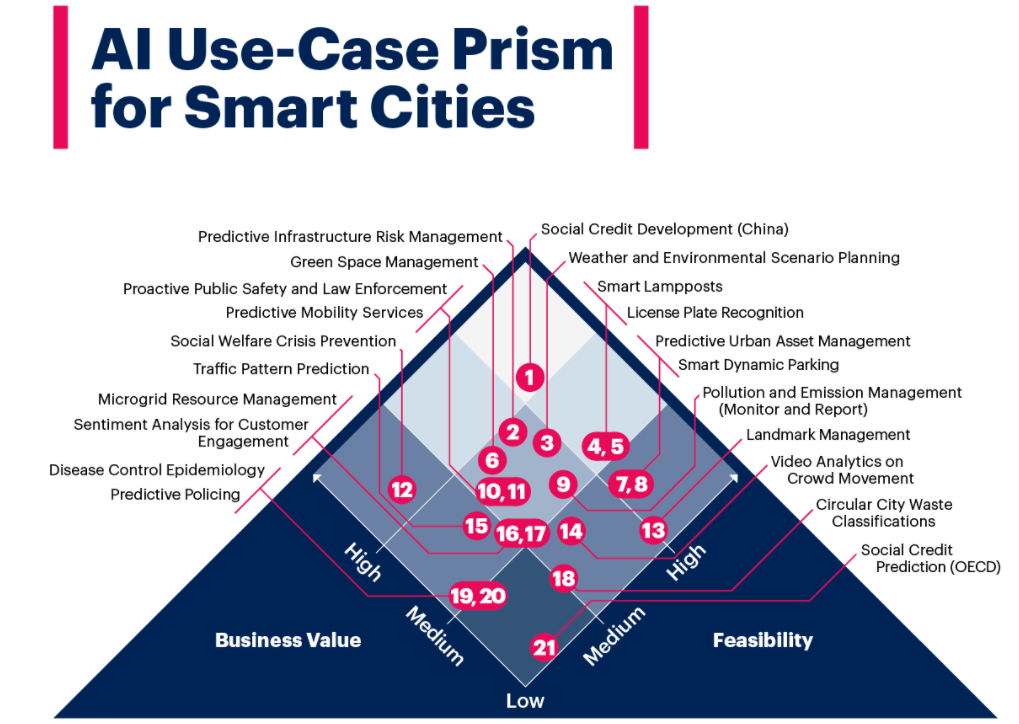 AI Use-Case Prism
for Smart Cities
Predictive Infrastructure Risk Management
Green Space Management
Proactive Public Safety and Law Enforcement
Predictive Mobility Services
Social Welfare Crisis Prevention
Traffic Pattern Prediction
Microgrid Resource Management
Sentiment Analysis for Customer
Engagement
Disease Control Epidemiology
Predictive Policing
Social Credit Development (China)
Weather and Environmental Scenario Planning
Smart Lampposts
License Plate Recognition
Predictive Urban Asset Management
Smart Dynamic Parking
Pollution and Emission Management
(Monitor and Report)
Landmark Management
Video Analytics on
Crowd Movement
Circular City Waste
Classifications
Social Credit
Prediction (OECD)
1
2
3
4, 5
6
7, 8
9
10, 11
12
13
14
15
16, 17
18
19, 20
21
High
Medium
Low
Medium
High
Business Value
Feasibility